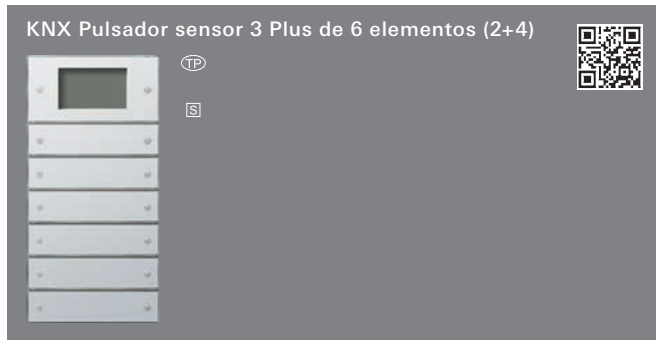 KNX Pulsador sensor 3 Plus de 6 elementos (2+4)
TP
S